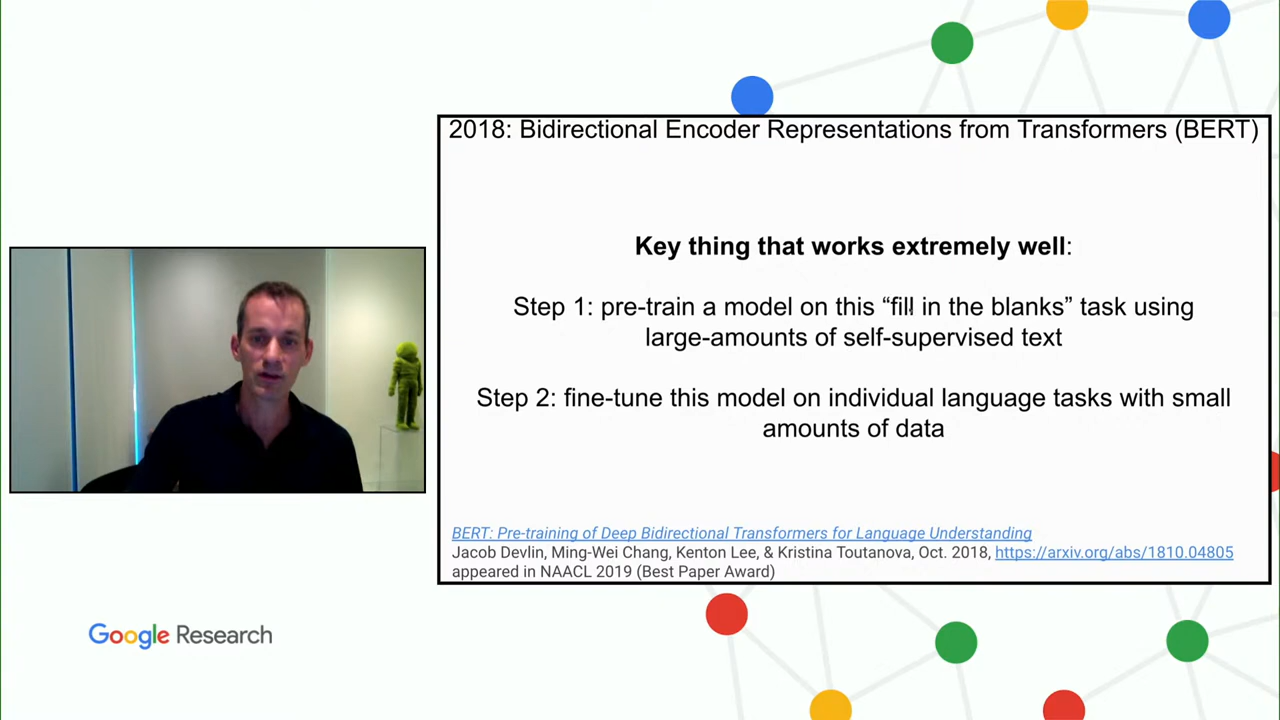 2018: Bidirectional Encoder Representations from Transformers (BERT)
Key thing that works extremely well:
Step 1: pre-train a model on this “fill in the blanks” task using
large-amounts of self-supervised text
Step 2: fine-tune this model on individual language tasks with small
amounts of data
BERT: Pre-training of Deep Bidirectional Transformers for Language Understanding
Jacob Devlin, Ming-Wei Chang, Kenton Lee, & Kristina Toutanova, Oct. 2018, https://arxiv.org/abs/1810.04805
appeared in NAACL 2019 (Best Paper Award)
Google Research